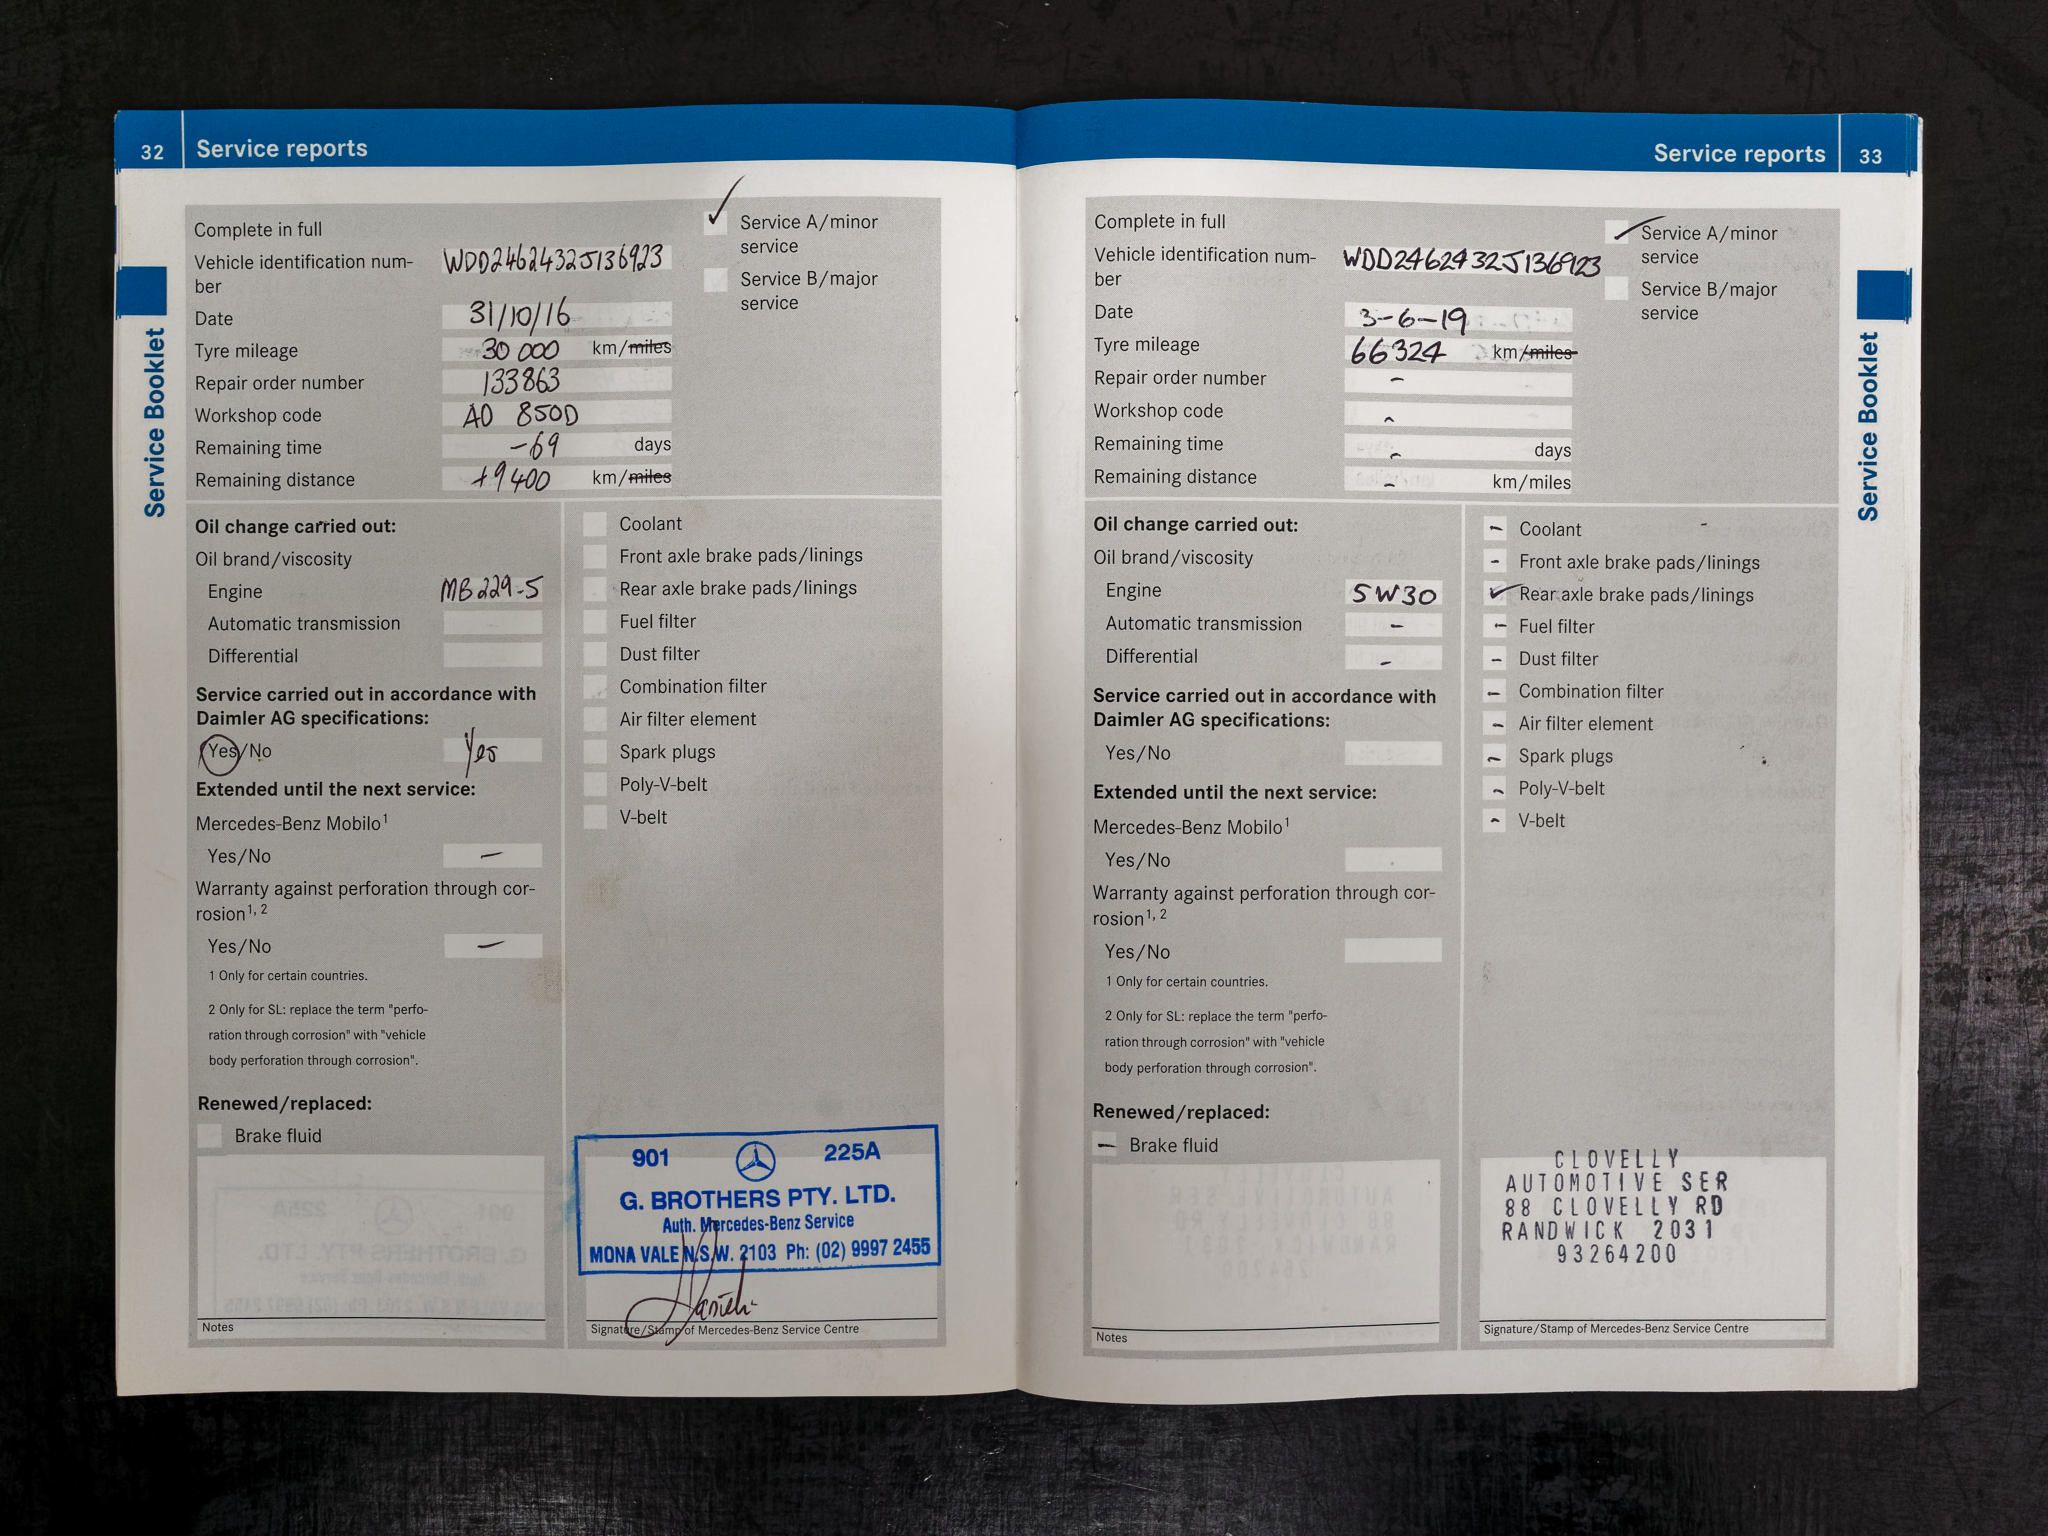 32 Service reports
Complete in full
Service A/minor
service
Vehicle identification num-
ber
WDD2462432J136923
Service B/major
service
Date 31/10/16
Tyre mileage 30 000 km/miles
Repair order number 133863
Workshop code AO 850D
Remaining time -69 days
Remaining distance +9400 km/miles
Service Booklet
Oil change carried out:
Oil brand/viscosity
Engine MB229-5
Automatic transmission
Differential
Service carried out in accordance with
Daimler AG specifications:
Yes/No Yes
Extended until the next service:
Mercedes-Benz Mobilo1
Yes/No –
Warranty against perforation through cor-
rosion1, 2
Yes/No –
1 Only for certain countries.
2 Only for SL: replace the term "perfo-
ration through corrosion" with "vehicle
body perforation through corrosion".
Renewed/replaced:
Brake fluid
Notes
Coolant
Front axle brake pads/linings
Rear axle brake pads/linings
Fuel filter
Dust filter
Combination filter
Air filter element
Spark plugs
Poly-V-belt
V-belt
901 225A
G. BROTHERS PTY. LTD.
Auth. Mercedes-Benz Service
MONA VALE N.S.W. 2103 Ph: (02) 9997 2455
Signature/Stamp of Mercedes-Benz Service Centre
Service reports 33
Complete in full
Service A/minor
service
Vehicle identification num-
ber
WDD2462432J136923
Service B/major
service
Date 3-6-19
Tyre mileage 66324 km/miles
Repair order number -
Workshop code -
Remaining time - days
Remaining distance - km/miles
Service Booklet
Oil change carried out:
Oil brand/viscosity
Engine 5W30
Automatic transmission -
Differential -
Service carried out in accordance with
Daimler AG specifications:
Yes/No
Extended until the next service:
Mercedes-Benz Mobilo1
Yes/No
Warranty against perforation through cor-
rosion1, 2
Yes/No
1 Only for certain countries.
2 Only for SL: replace the term "perfo-
ration through corrosion" with "vehicle
body perforation through corrosion".
Renewed/replaced:
- Brake fluid
Notes
- Coolant
- Front axle brake pads/linings
✓ Rear axle brake pads/linings
- Fuel filter
- Dust filter
- Combination filter
- Air filter element
- Spark plugs
- Poly-V-belt
- V-belt
CLOVELLY
AUTOMOTIVE SER
88 CLOVELLY RD
RANDWICK 2031
93264200
Signature/Stamp of Mercedes-Benz Service Centre